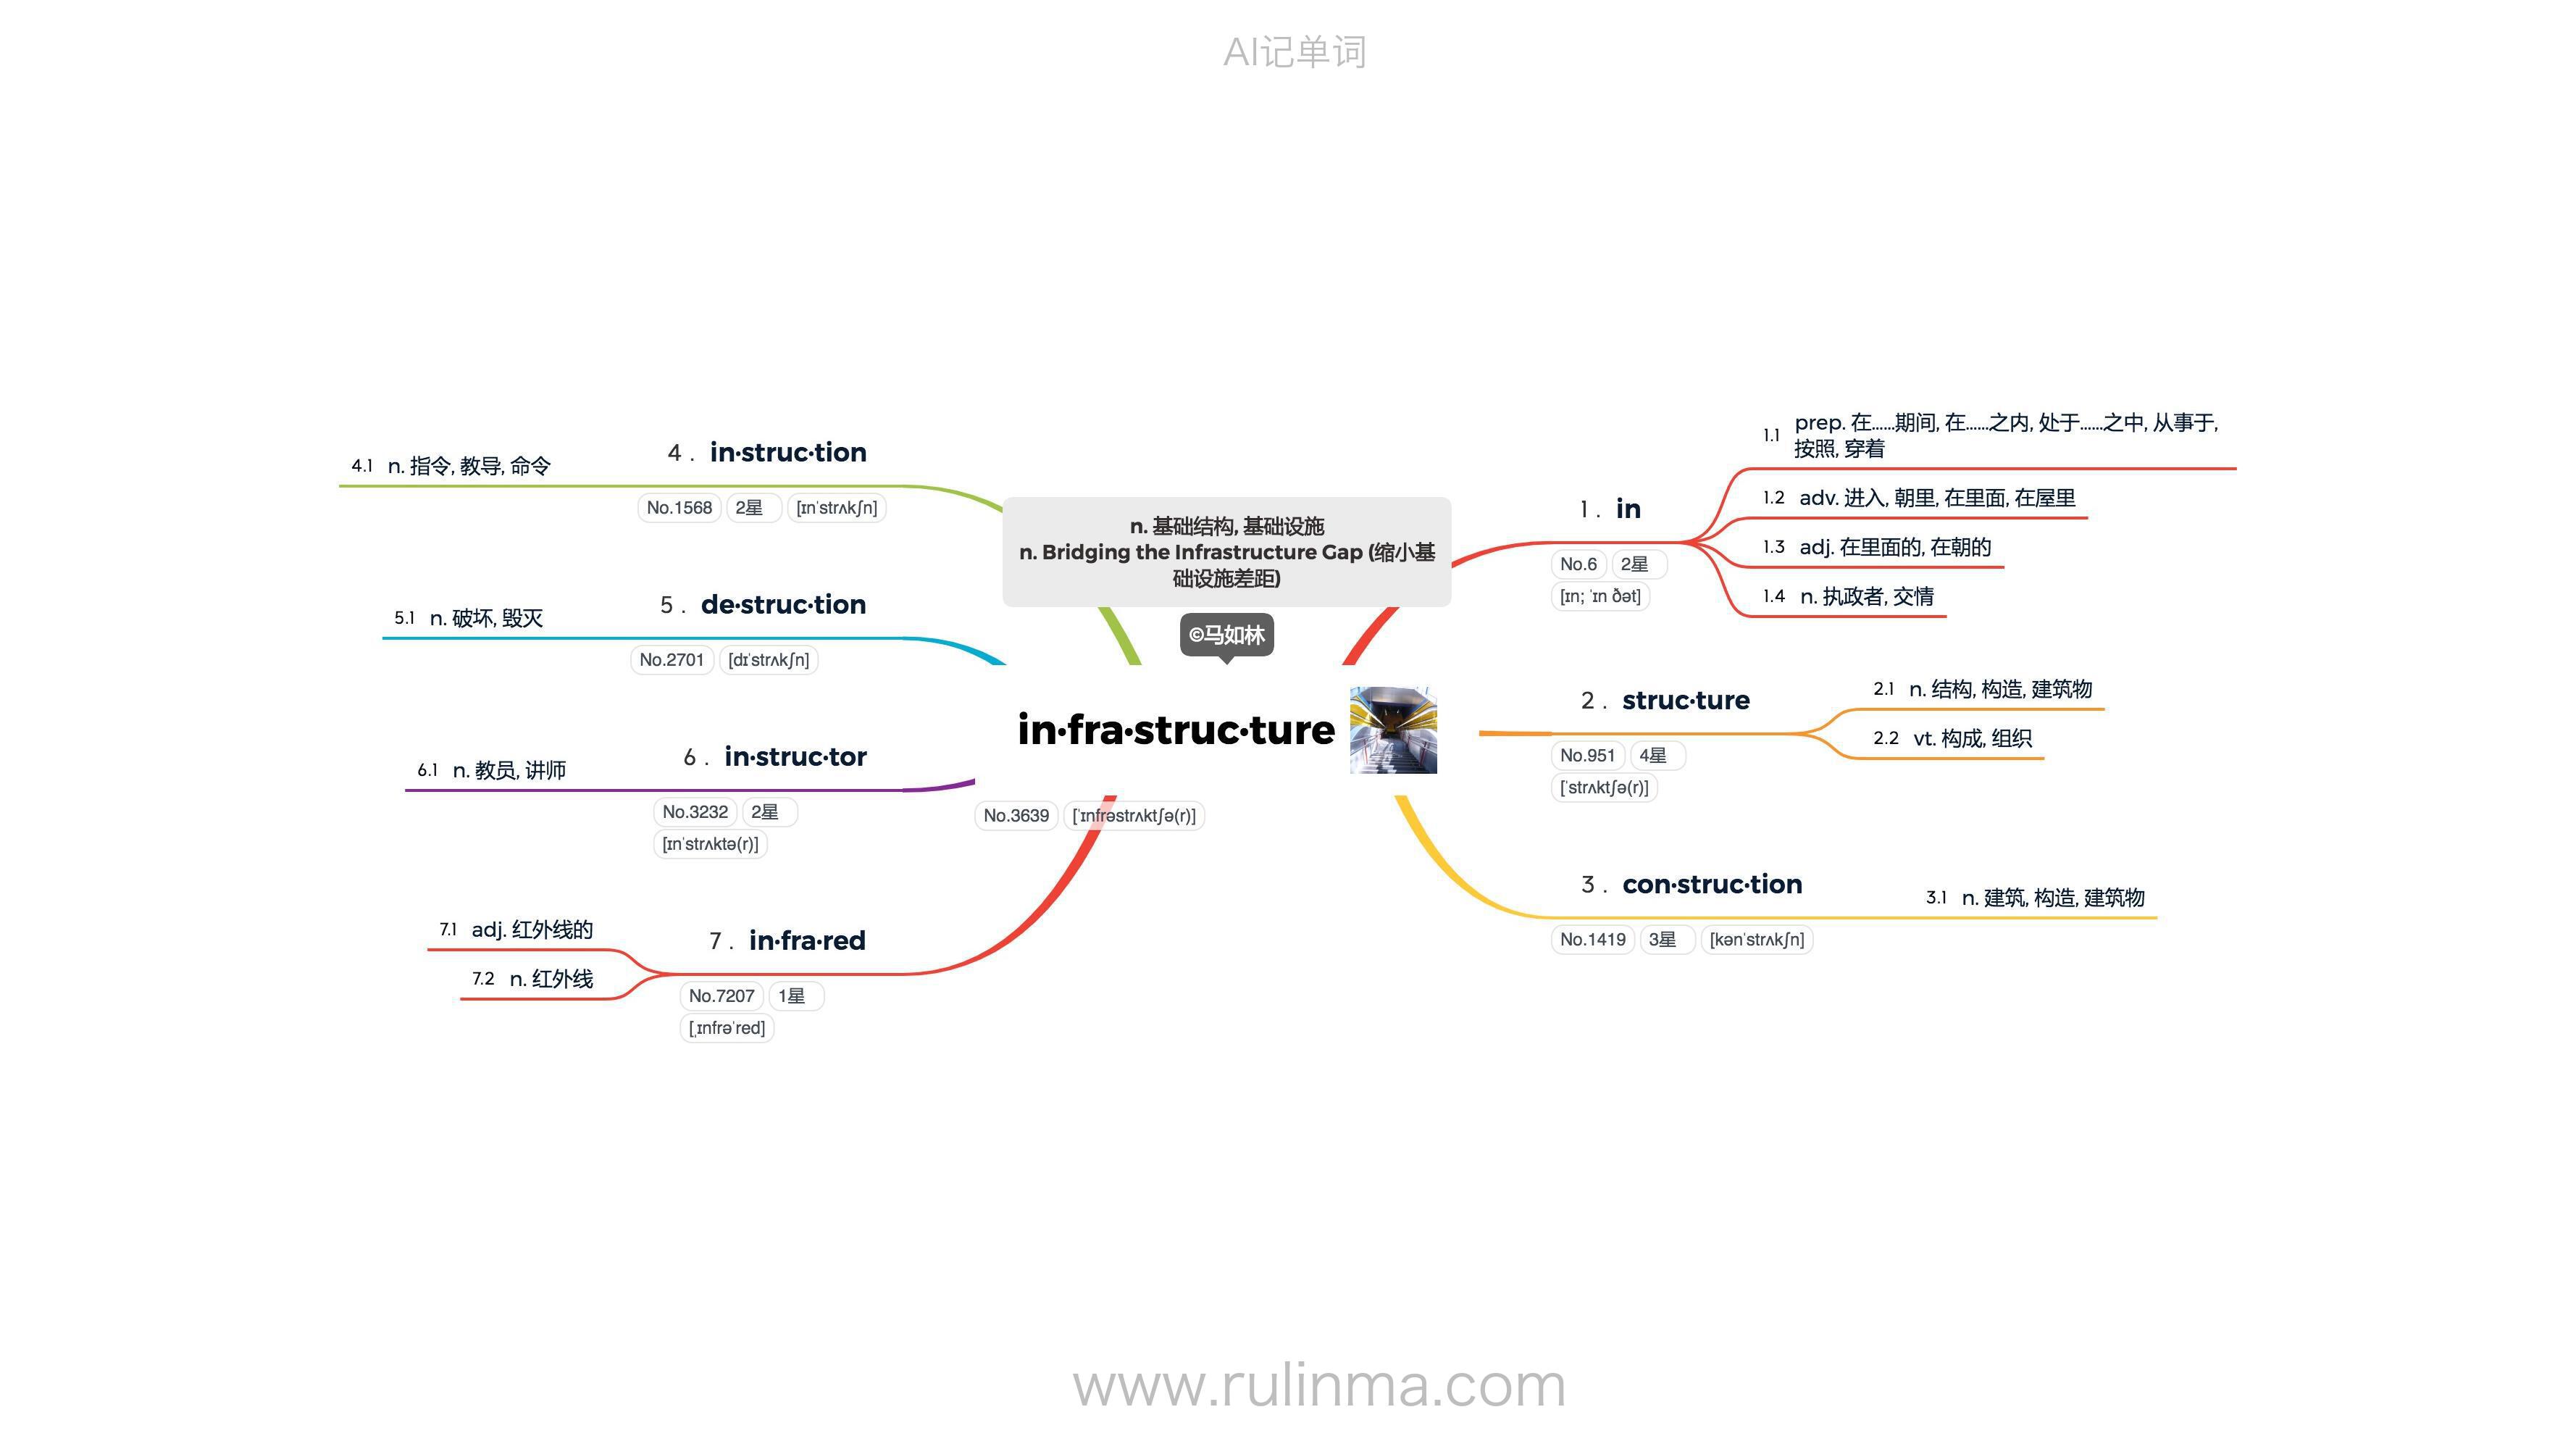 AI记单词
n. 基础结构, 基础设施
n. Bridging the Infrastructure Gap (缩小基
础设施差距)
©马如林
in·fra·struc·ture
No.3639 [ˈɪnfrəstrʌktʃə(r)]
1. in
No.6 2星
[ɪn; ˈɪn ðət]
1.1 prep. 在……期间, 在……之内, 处于……之中, 从事于,
按照, 穿着
1.2 adv. 进入, 朝里, 在里面, 在屋里
1.3 adj. 在里面的, 在朝的
1.4 n. 执政者, 交情
2. struc·ture
No.951 4星
[ˈstrʌktʃə(r)]
2.1 n. 结构, 构造, 建筑物
2.2 vt. 构成, 组织
3. con·struc·tion
No.1419 3星 [kənˈstrʌkʃn]
3.1 n. 建筑, 构造, 建筑物
4. in·struc·tion
No.1568 2星 [ɪnˈstrʌkʃn]
4.1 n. 指令, 教导, 命令
5. de·struc·tion
No.2701 [dɪˈstrʌkʃn]
5.1 n. 破坏, 毁灭
6. in·struc·tor
No.3232 2星
[ɪnˈstrʌktə(r)]
6.1 n. 教员, 讲师
7. in·fra·red
No.7207 1星
[ˌɪnfrəˈred]
7.1 adj. 红外线的
7.2 n. 红外线
www.rulinma.com